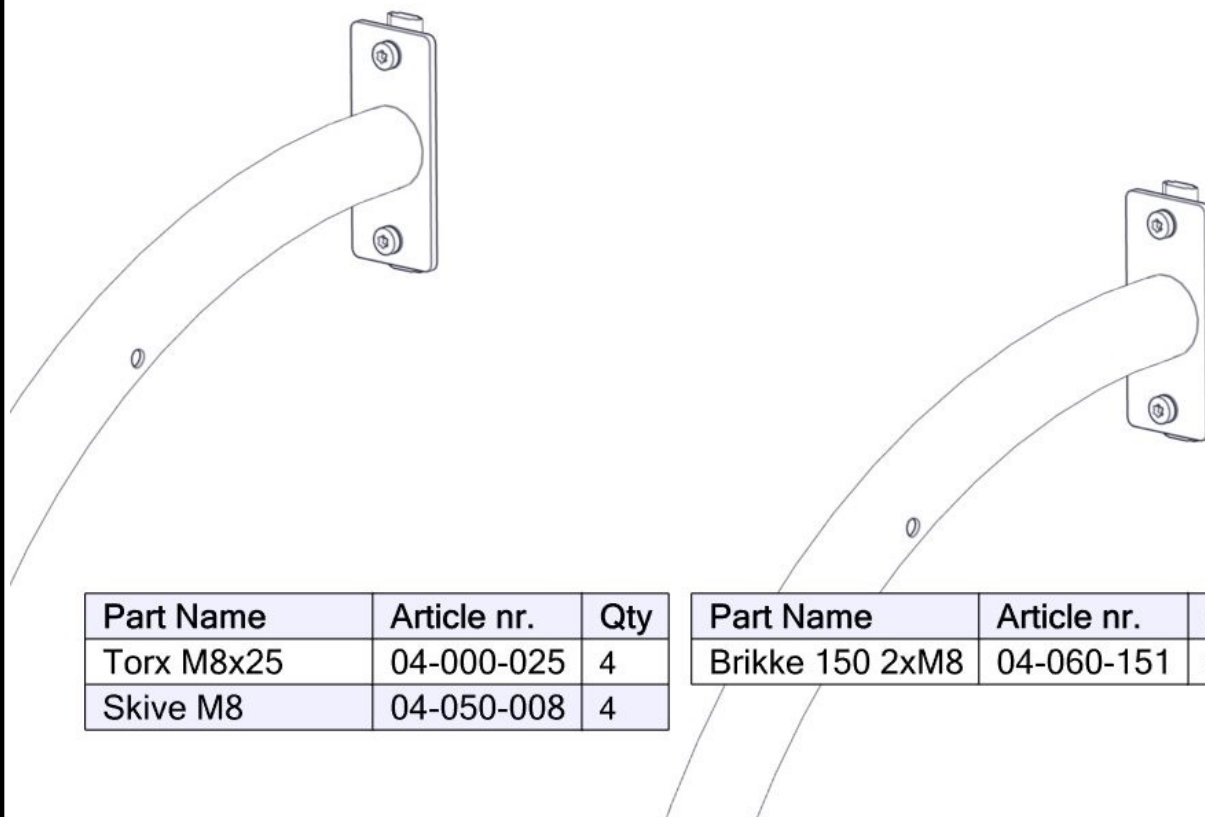 Part Name Article nr. Qty
Torx M8x25 04-000-025 4
Skive M8 04-050-008 4
Part Name Article nr.
Brikke 150 2xM8 04-060-151